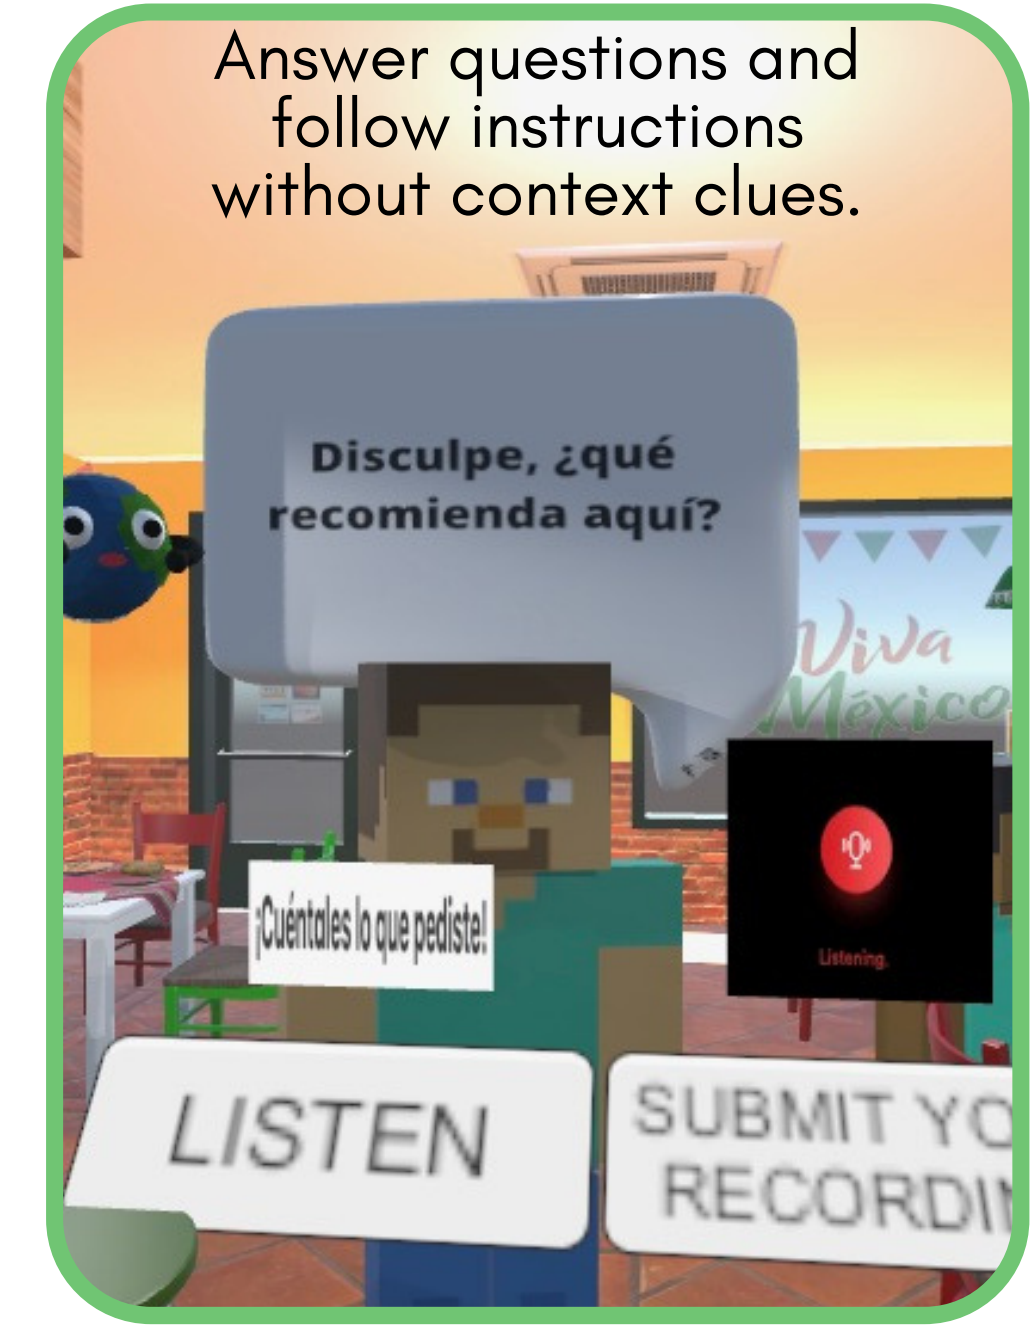 Answer questions and
follow instructions
without context clues.
Disculpe, ¿qué
recomienda aquí?
Viva
México
¡Cuéntales lo que pediste!
Listening.
LISTEN
SUBMIT YO
RECORDIN